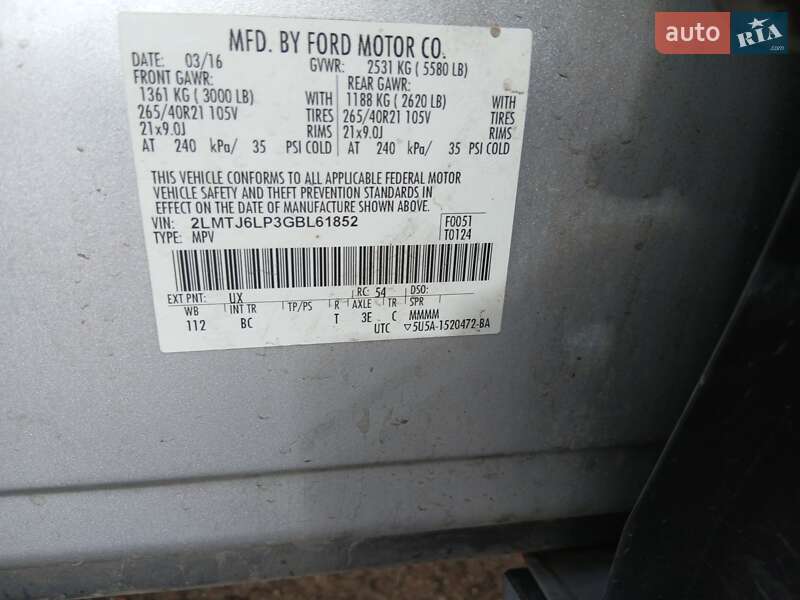 auto RIA .com
MFD. BY FORD MOTOR CO.
DATE: 03/16 GVWR: 2531 KG ( 5580 LB)
FRONT GAWR: REAR GAWR:
1361 KG ( 3000 LB) WITH 1188 KG ( 2620 LB) WITH
265/40R21 105V TIRES 265/40R21 105V TIRES
21x9.0J RIMS 21x9.0J RIMS
AT 240 kPa/ 35 PSI COLD AT 240 kPa/ 35 PSI COLD
THIS VEHICLE CONFORMS TO ALL APPLICABLE FEDERAL MOTOR
VEHICLE SAFETY AND THEFT PREVENTION STANDARDS IN
EFFECT ON THE DATE OF MANUFACTURE SHOWN ABOVE.
VIN: 2LMTJ6LP3GBL61852 F0051
TYPE: MPV T0124
EXT PNT: UX RC: 54 DSO:
WB INT TR TP/PS R AXLE TR SPR
112 BC T 3E C MMMM
UTC ▽5U5A-1520472-BA